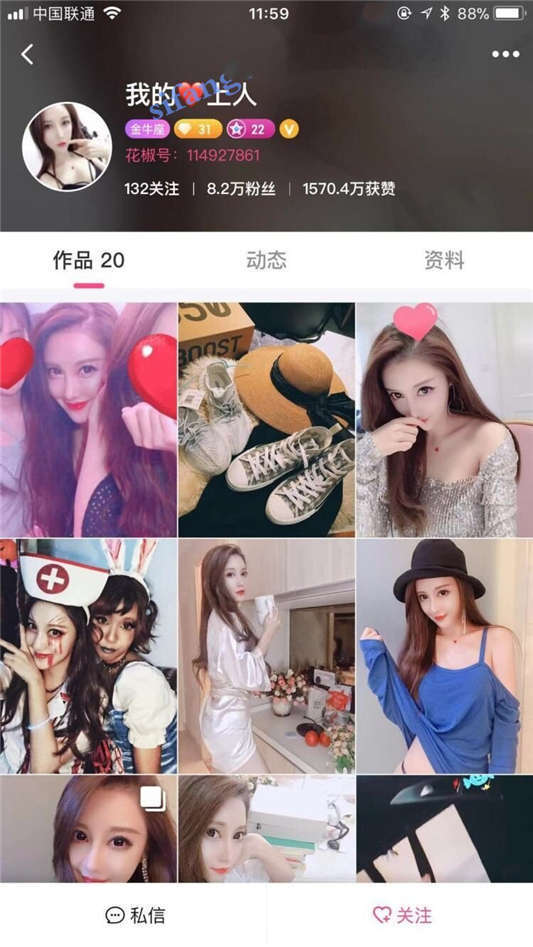 中国联通 11:59 88%
我的❤️上人
sifang
金牛座 31 22 V
花椒号：114927861
132关注 | 8.2万粉丝 | 1570.4万获赞
作品 20 动态 资料
BOOST
私信 关注